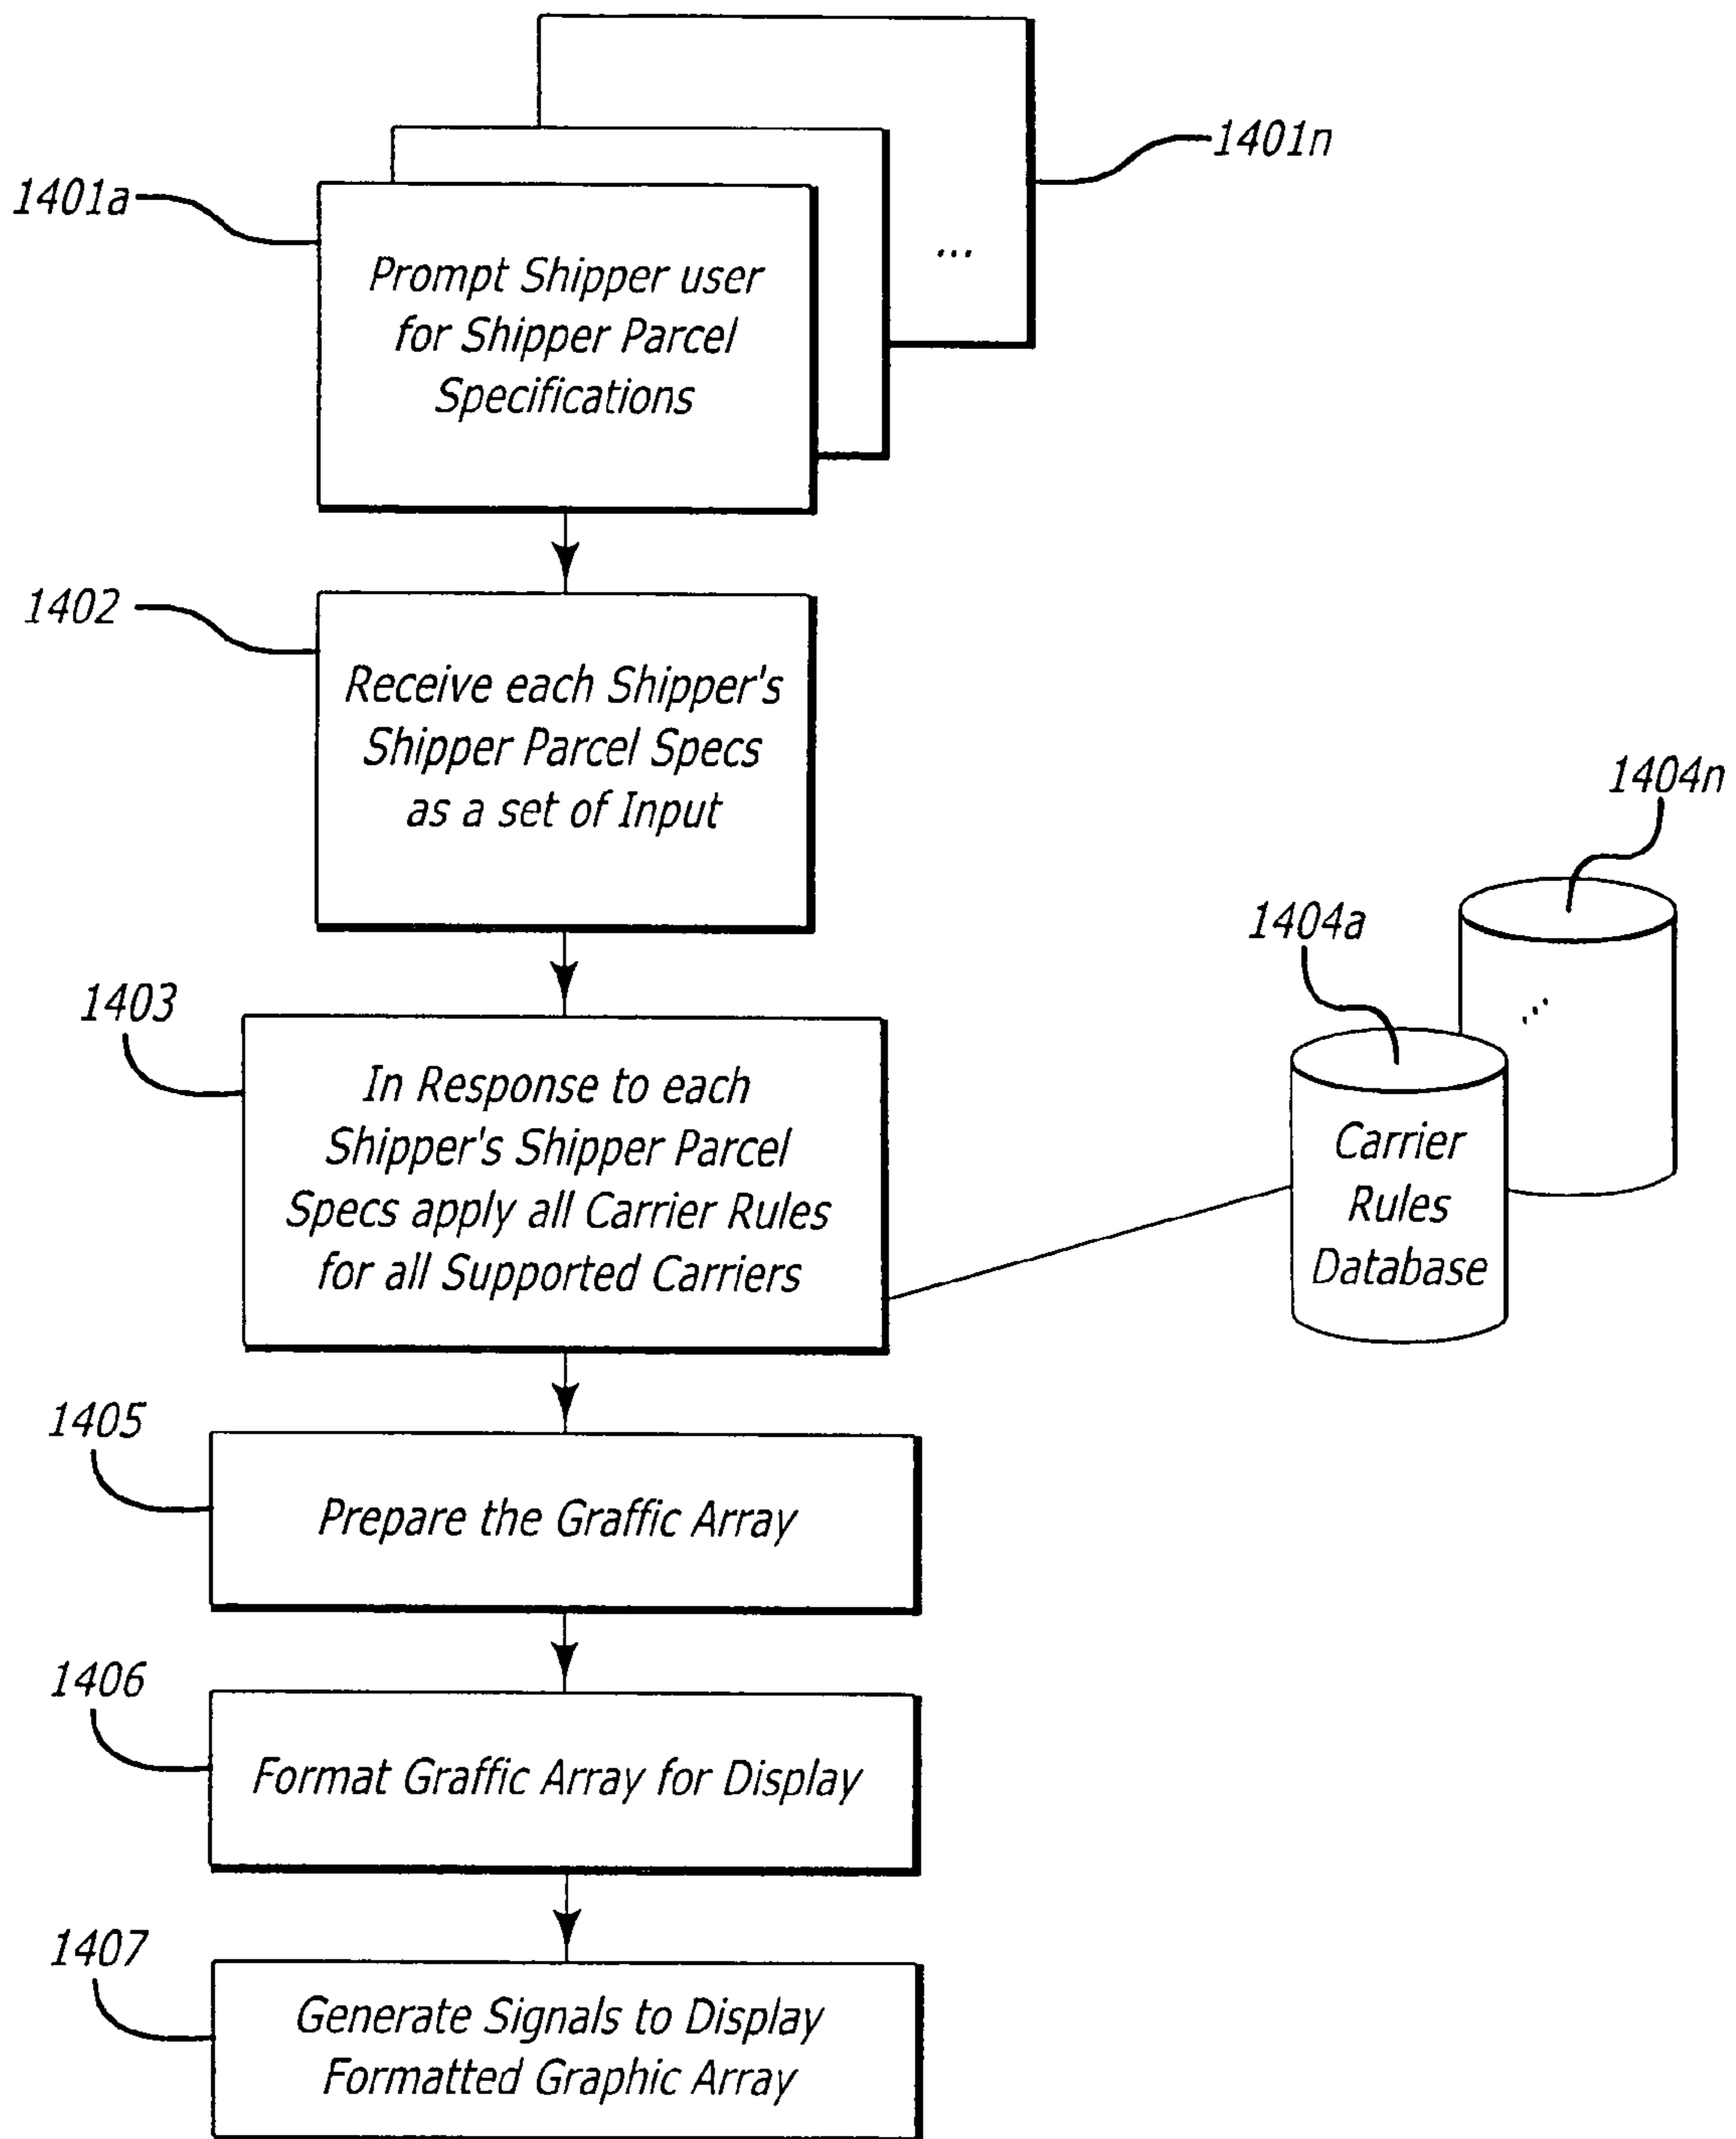 1401n
1401a
...
Prompt Shipper user
for Shipper Parcel
Specifications
1402
Receive each Shipper's
Shipper Parcel Specs
as a set of Input
1404n
1404a
...
1403
In Response to each
Shipper's Shipper Parcel
Specs apply all Carrier Rules
for all Supported Carriers
Carrier
Rules
Database
1405
Prepare the Graffic Array
1406
Format Graffic Array for Display
1407
Generate Signals to Display
Formatted Graphic Array